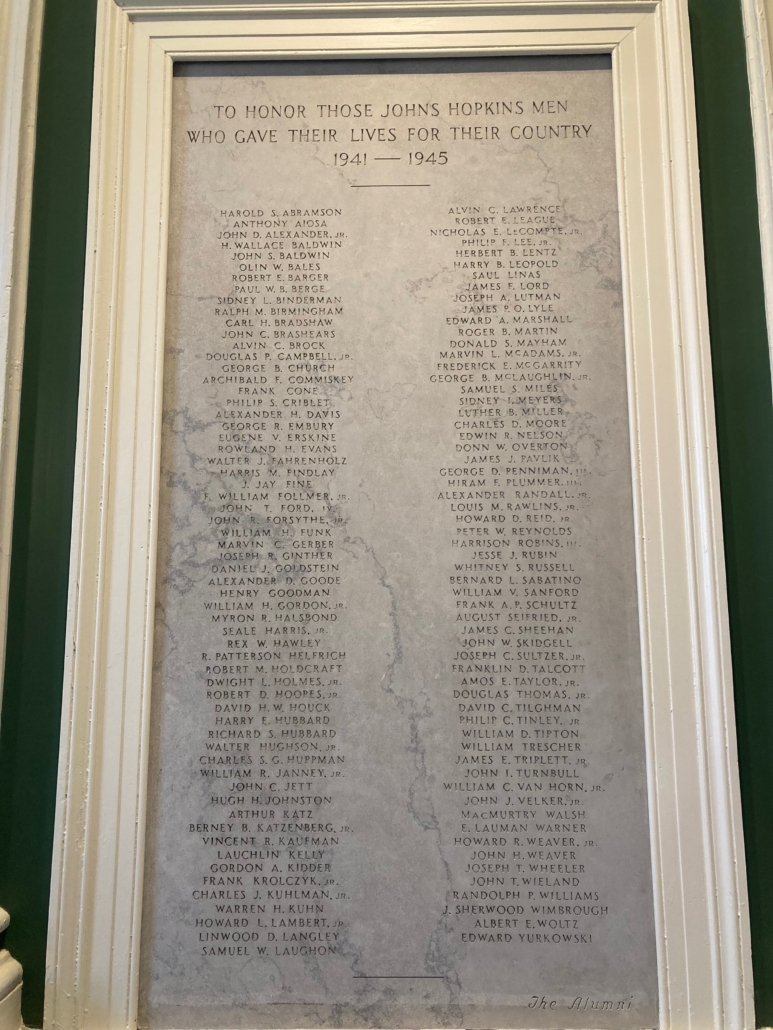 TO HONOR THOSE JOHNS HOPKINS MEN
WHO GAVE THEIR LIVES FOR THEIR COUNTRY
1941 — 1945
HAROLD S. ABRAMSON
ANTHONY AIOSA
JOHN D. ALEXANDER, JR.
H. WALLACE BALDWIN
JOHN S. BALDWIN
OLIN W. BALES
ROBERT E. BARGER
PAUL W. B. BERGE
SIDNEY L. BINDERMAN
RALPH M. BIRMINGHAM
CARL H. BRADSHAW
JOHN C. BRASHEARS
ALVIN C. BROCK
DOUGLAS P. CAMPBELL, JR.
GEORGE B. CHURCH
ARCHIBALD F. COMMISKEY
FRANK CONE
PHILIP S. CRIBLET
ALEXANDER H. DAVIS
GEORGE R. EMBURY
EUGENE V. ERSKINE
ROWLAND H. EVANS
WALTER J. FAHRENHOLZ
HARRIS M. FINDLAY
J. JAY FINE
F. WILLIAM FOLLMER, JR.
JOHN T. FORD, IV.
JOHN R. FORSYTHE, JR.
WILLIAM H. FUNK
MARVIN C. GERBER
JOSEPH R. GINTHER
DANIEL J. GOLDSTEIN
ALEXANDER D. GOODE
HENRY GOODMAN
WILLIAM H. GORDON, JR.
MYRON R. HALSBOND
SEALE HARRIS, JR.
REX W. HAWLEY
R. PATTERSON HELFRICH
ROBERT M. HOLDCRAFT
DWIGHT L. HOLMES, JR.
ROBERT D. HOOPES, JR.
DAVID H. W. HOUCK
HARRY E. HUBBARD
RICHARD S. HUBBARD
WALTER HUGHSON, JR.
CHARLES S. G. HUPPMAN
WILLIAM R. JANNEY, JR.
JOHN C. JETT
HUGH H. JOHNSTON
ARTHUR KATZ
BERNEY B. KATZENBERG, JR.
VINCENT R. KAUFMAN
LAUCHLIN KELLY
GORDON A. KIDDER
FRANK KROLCZYK, JR.
CHARLES J. KUHLMAN, JR.
WARREN H. KUHN
HOWARD L. LAMBERT, JR.
LINWOOD D. LANGLEY
SAMUEL W. LAUGHON
ALVIN C. LAWRENCE
ROBERT E. LEAGUE
NICHOLAS E. LeCOMPTE, JR.
PHILIP F. LEE, JR.
HERBERT B. LENTZ
HARRY B. LEOPOLD
SAUL LINAS
JAMES F. LORD
JOSEPH A. LUTMAN
JAMES P. O. LYLE
EDWARD A. MARSHALL
ROGER B. MARTIN
DONALD S. MAYHAM
MARVIN L. McADAMS, JR.
FREDERICK E. McGARRITY
GEORGE B. McLAUGHLIN, JR.
SAMUEL S. MILES
SIDNEY I. MEYERS
LUTHER B. MILLER
CHARLES D. MOORE
EDWIN R. NELSON
DONN W. OVERTON
JAMES J. PAVLIK
GEORGE D. PENNIMAN, III.
HIRAM F. PLUMMER, III.
ALEXANDER RANDALL, JR.
LOUIS M. RAWLINS, JR.
HOWARD D. REID, JR.
PETER W. REYNOLDS
HARRISON ROBINS, III.
JESSE J. RUBIN
WHITNEY S. RUSSELL
BERNARD L. SABATINO
WILLIAM V. SANFORD
FRANK A. P. SCHULTZ
AUGUST SEIFRIED, JR.
JAMES C. SHEEHAN
JOHN W. SKIDGELL
JOSEPH C. SULTZER, JR.
FRANKLIN D. TALCOTT
AMOS E. TAYLOR, JR.
DOUGLAS THOMAS, JR.
DAVID C. TILGHMAN
PHILIP C. TINLEY, JR.
WILLIAM D. TIPTON
WILLIAM TRESCHER
JAMES E. TRIPLETT, JR.
JOHN I. TURNBULL
WILLIAM C. VAN HORN, JR.
JOHN J. VELKER, JR.
MacMURTRY WALSH
E. LAUMAN WARNER
HOWARD R. WEAVER, JR.
JOHN H. WEAVER
JOSEPH T. WHEELER
JOHN T. WIELAND
RANDOLPH P. WILLIAMS
J. SHERWOOD WIMBROUGH
ALBERT E. WOLTZ
EDWARD YURKOWSKI
The Alumni